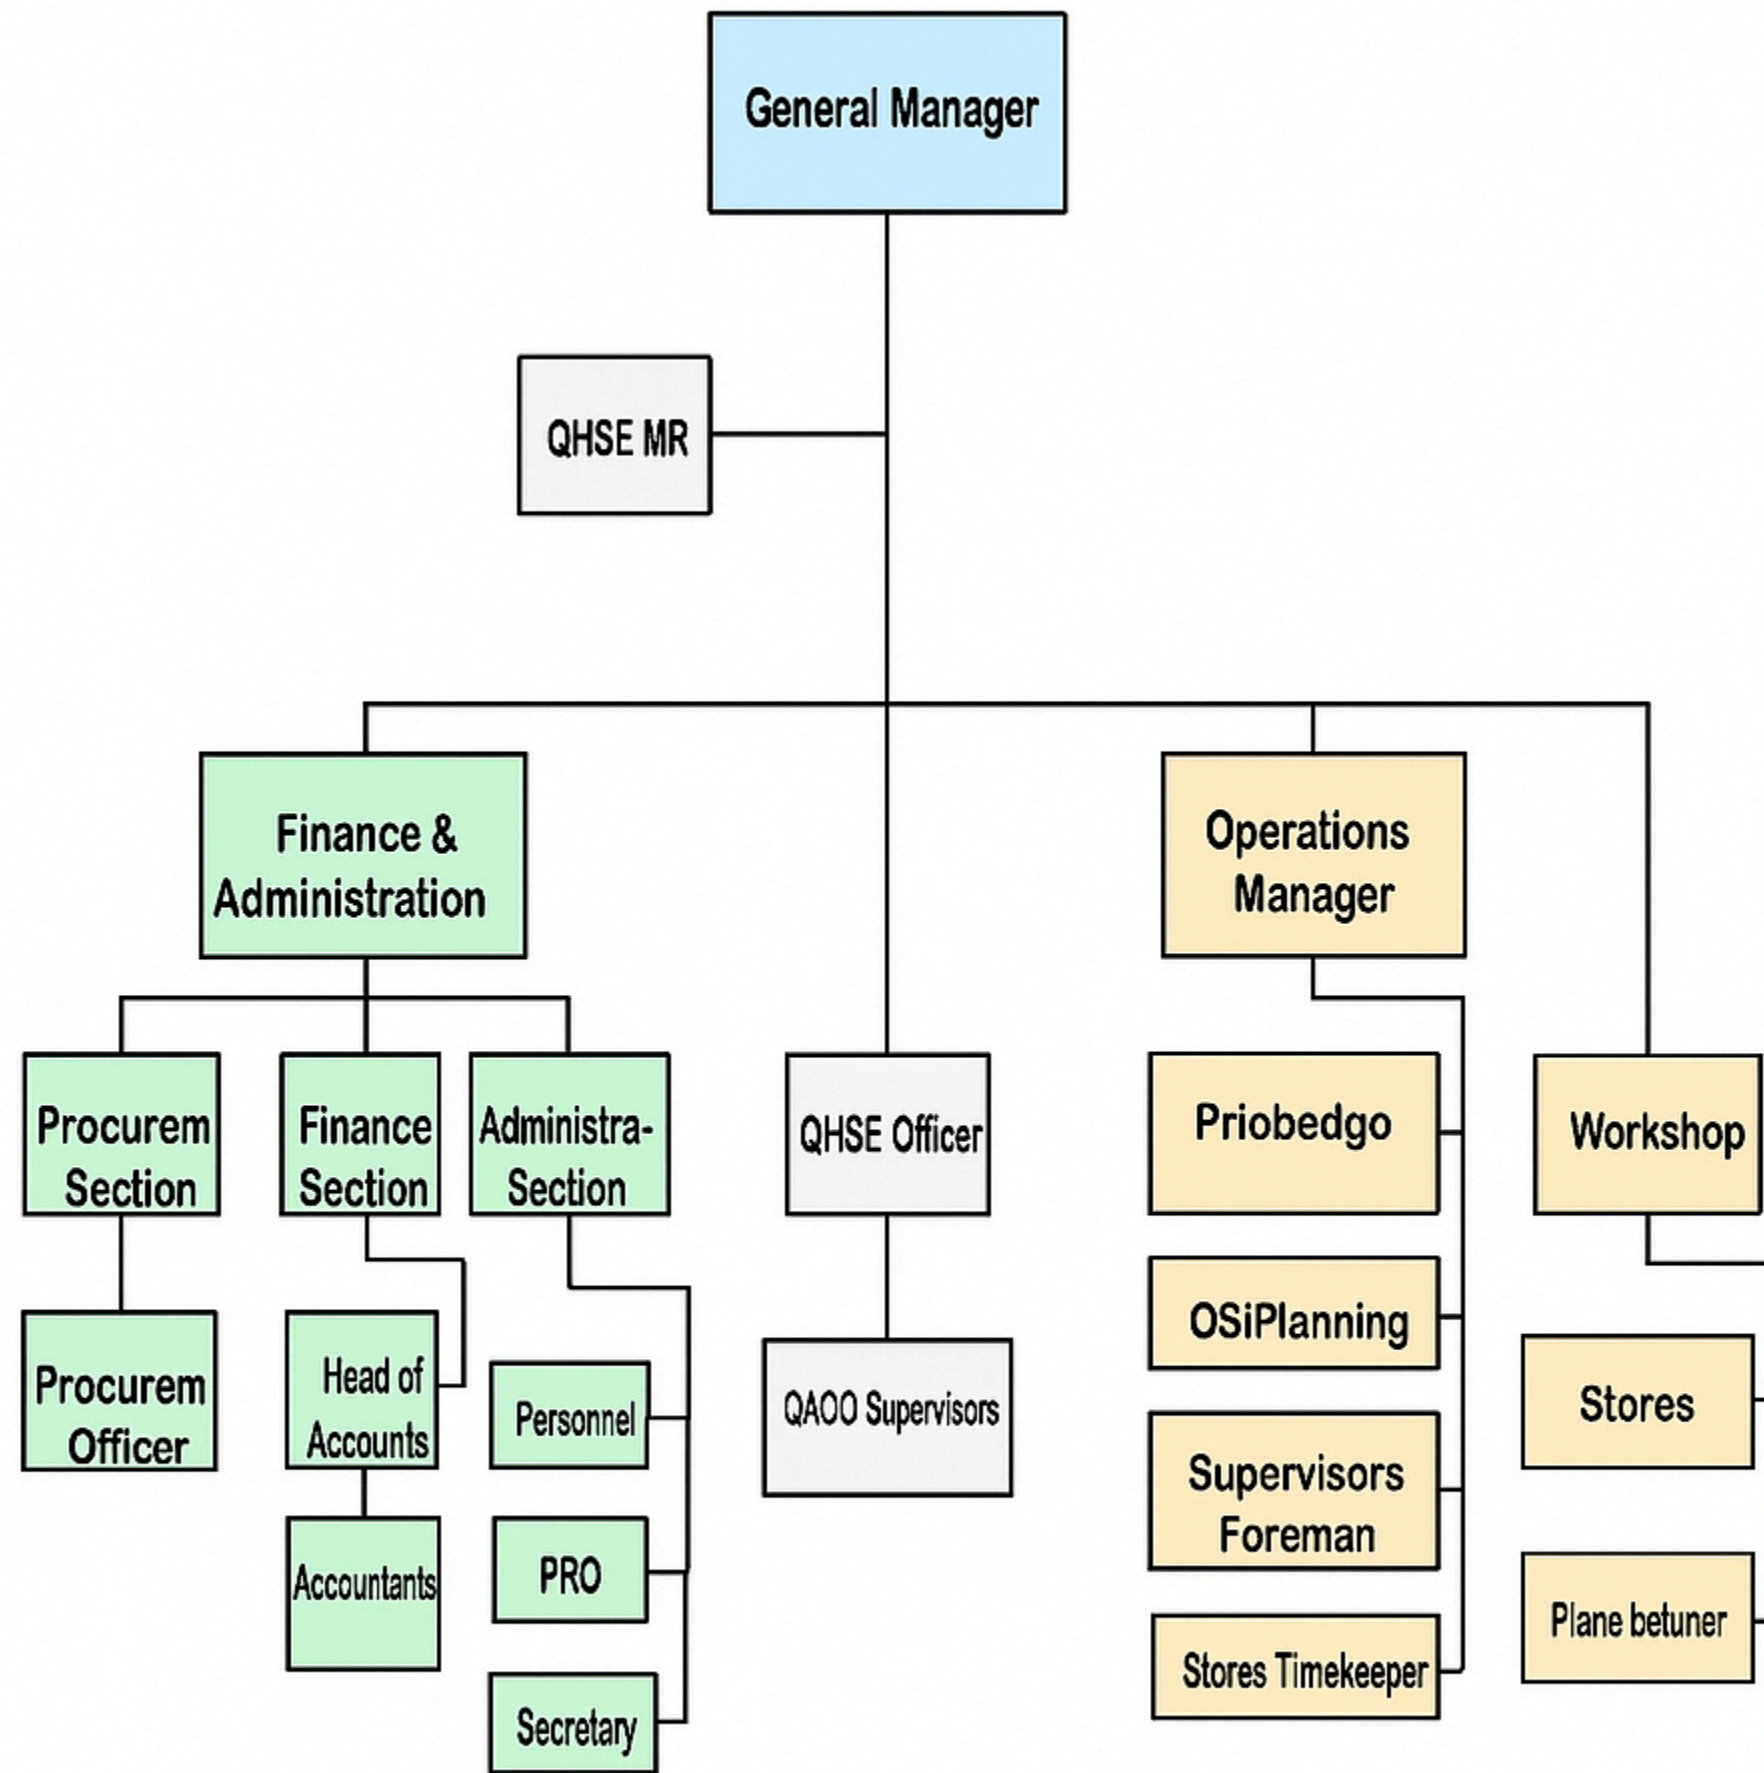 General Manager
QHSE MR
Finance &
Administration
Operations
Manager
Procurem
Section
Finance
Section
Administra-
Section
QHSE Officer
Priobedgo
Workshop
OSiPlanning
Procurem
Officer
Head of
Accounts
Personnel
QAOO Supervisors
Stores
Supervisors
Foreman
Accountants
PRO
Plane betuner
Stores Timekeeper
Secretary